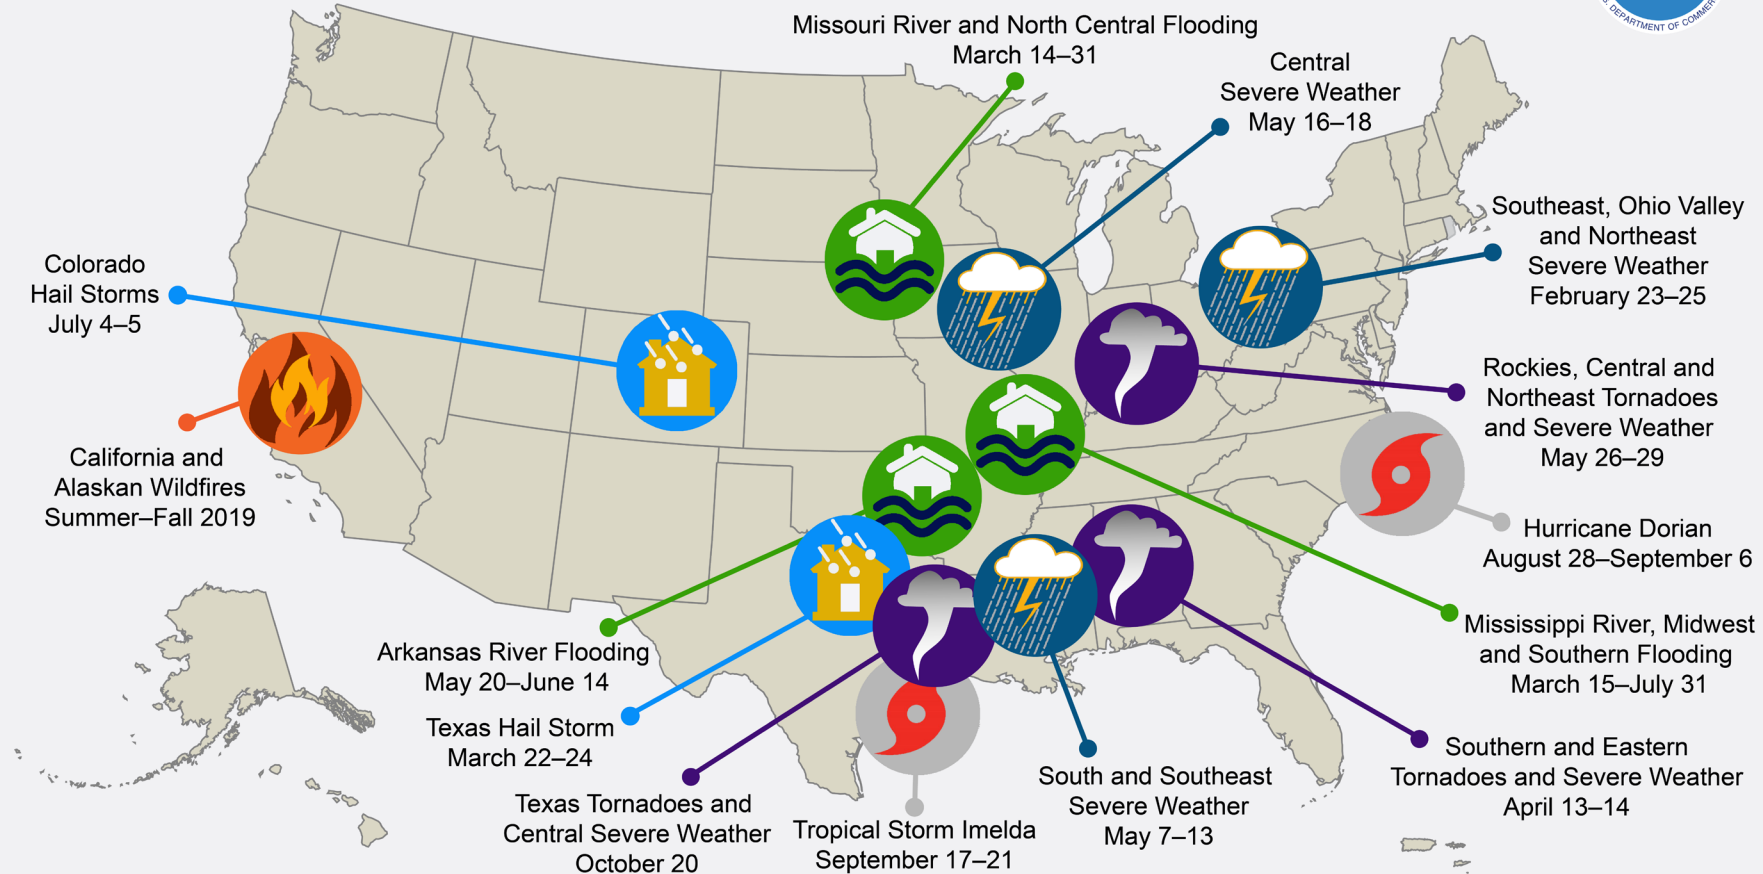 S. DEPARTMENT OF COMMER
Missouri River and North Central Flooding
March 14–31
Central
Severe Weather
May 16–18
Southeast, Ohio Valley
and Northeast
Severe Weather
February 23–25
Colorado
Hail Storms
July 4–5
Rockies, Central and
Northeast Tornadoes
and Severe Weather
May 26–29
California and
Alaskan Wildfires
Summer–Fall 2019
Hurricane Dorian
August 28–September 6
Mississippi River, Midwest
and Southern Flooding
March 15–July 31
Arkansas River Flooding
May 20–June 14
Texas Hail Storm
March 22–24
Southern and Eastern
Tornadoes and Severe Weather
April 13–14
South and Southeast
Severe Weather
May 7–13
Texas Tornadoes and
Central Severe Weather
October 20
Tropical Storm Imelda
September 17–21